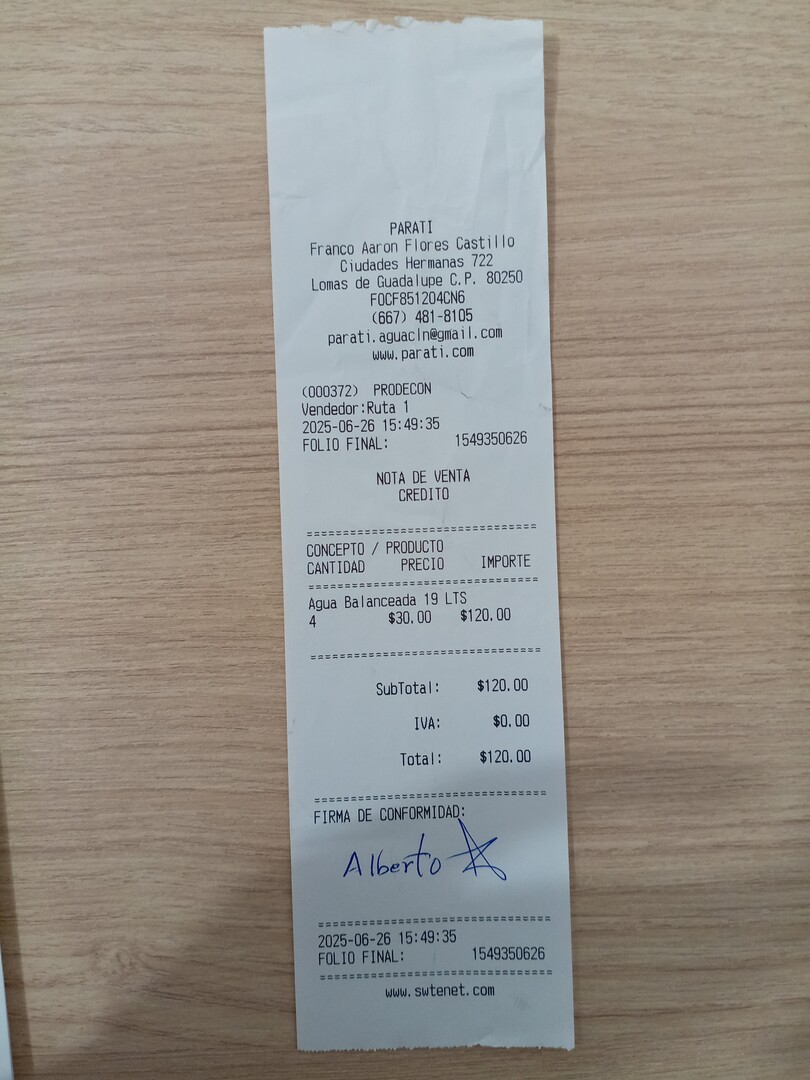 PARATI
Franco Aaron Flores Castillo
Ciudades Hermanas 722
Lomas de Guadalupe C.P. 80250
FOCF851204CN6
(667) 481-8105
parati.aguacln@gmail.com
www.parati.com
(000372) PRODECON
Vendedor:Ruta 1
2025-06-26 15:49:35
FOLIO FINAL: 1549350626
NOTA DE VENTA
CREDITO
================================
CONCEPTO / PRODUCTO
CANTIDAD PRECIO IMPORTE
================================
Agua Balanceada 19 LTS
4 $30.00 $120.00
================================
SubTotal: $120.00
IVA: $0.00
Total: $120.00
================================
FIRMA DE CONFORMIDAD:
Alberto
================================
2025-06-26 15:49:35
FOLIO FINAL: 1549350626
================================
www.swtenet.com